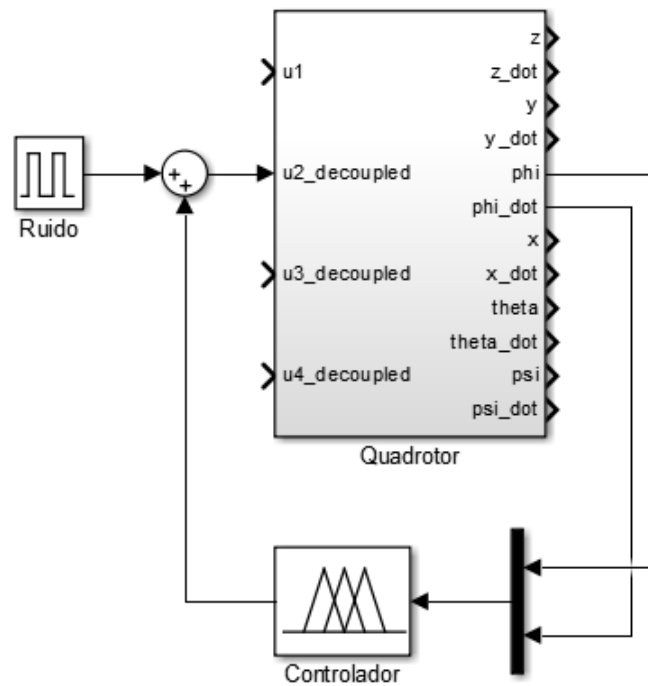 z
u1
z_dot
y
y_dot
u2_decoupled
phi
Ruido
phi_dot
x
u3_decoupled
x_dot
theta
theta_dot
u4_decoupled
psi
psi_dot
Quadrotor
Controlador